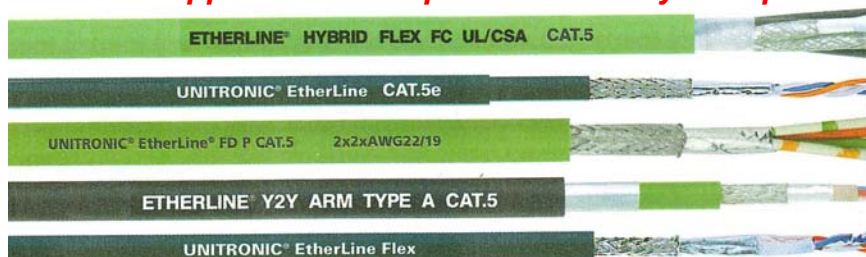 ETHERLINE® HYBRID FLEX FC UL/CSA CAT.5
UNITRONIC® EtherLine CAT.5e
UNITRONIC® EtherLine® FD P CAT.5 2x2xAWG22/19
ETHERLINE® Y2Y ARM TYPE A CAT.5
UNITRONIC® EtherLine Flex